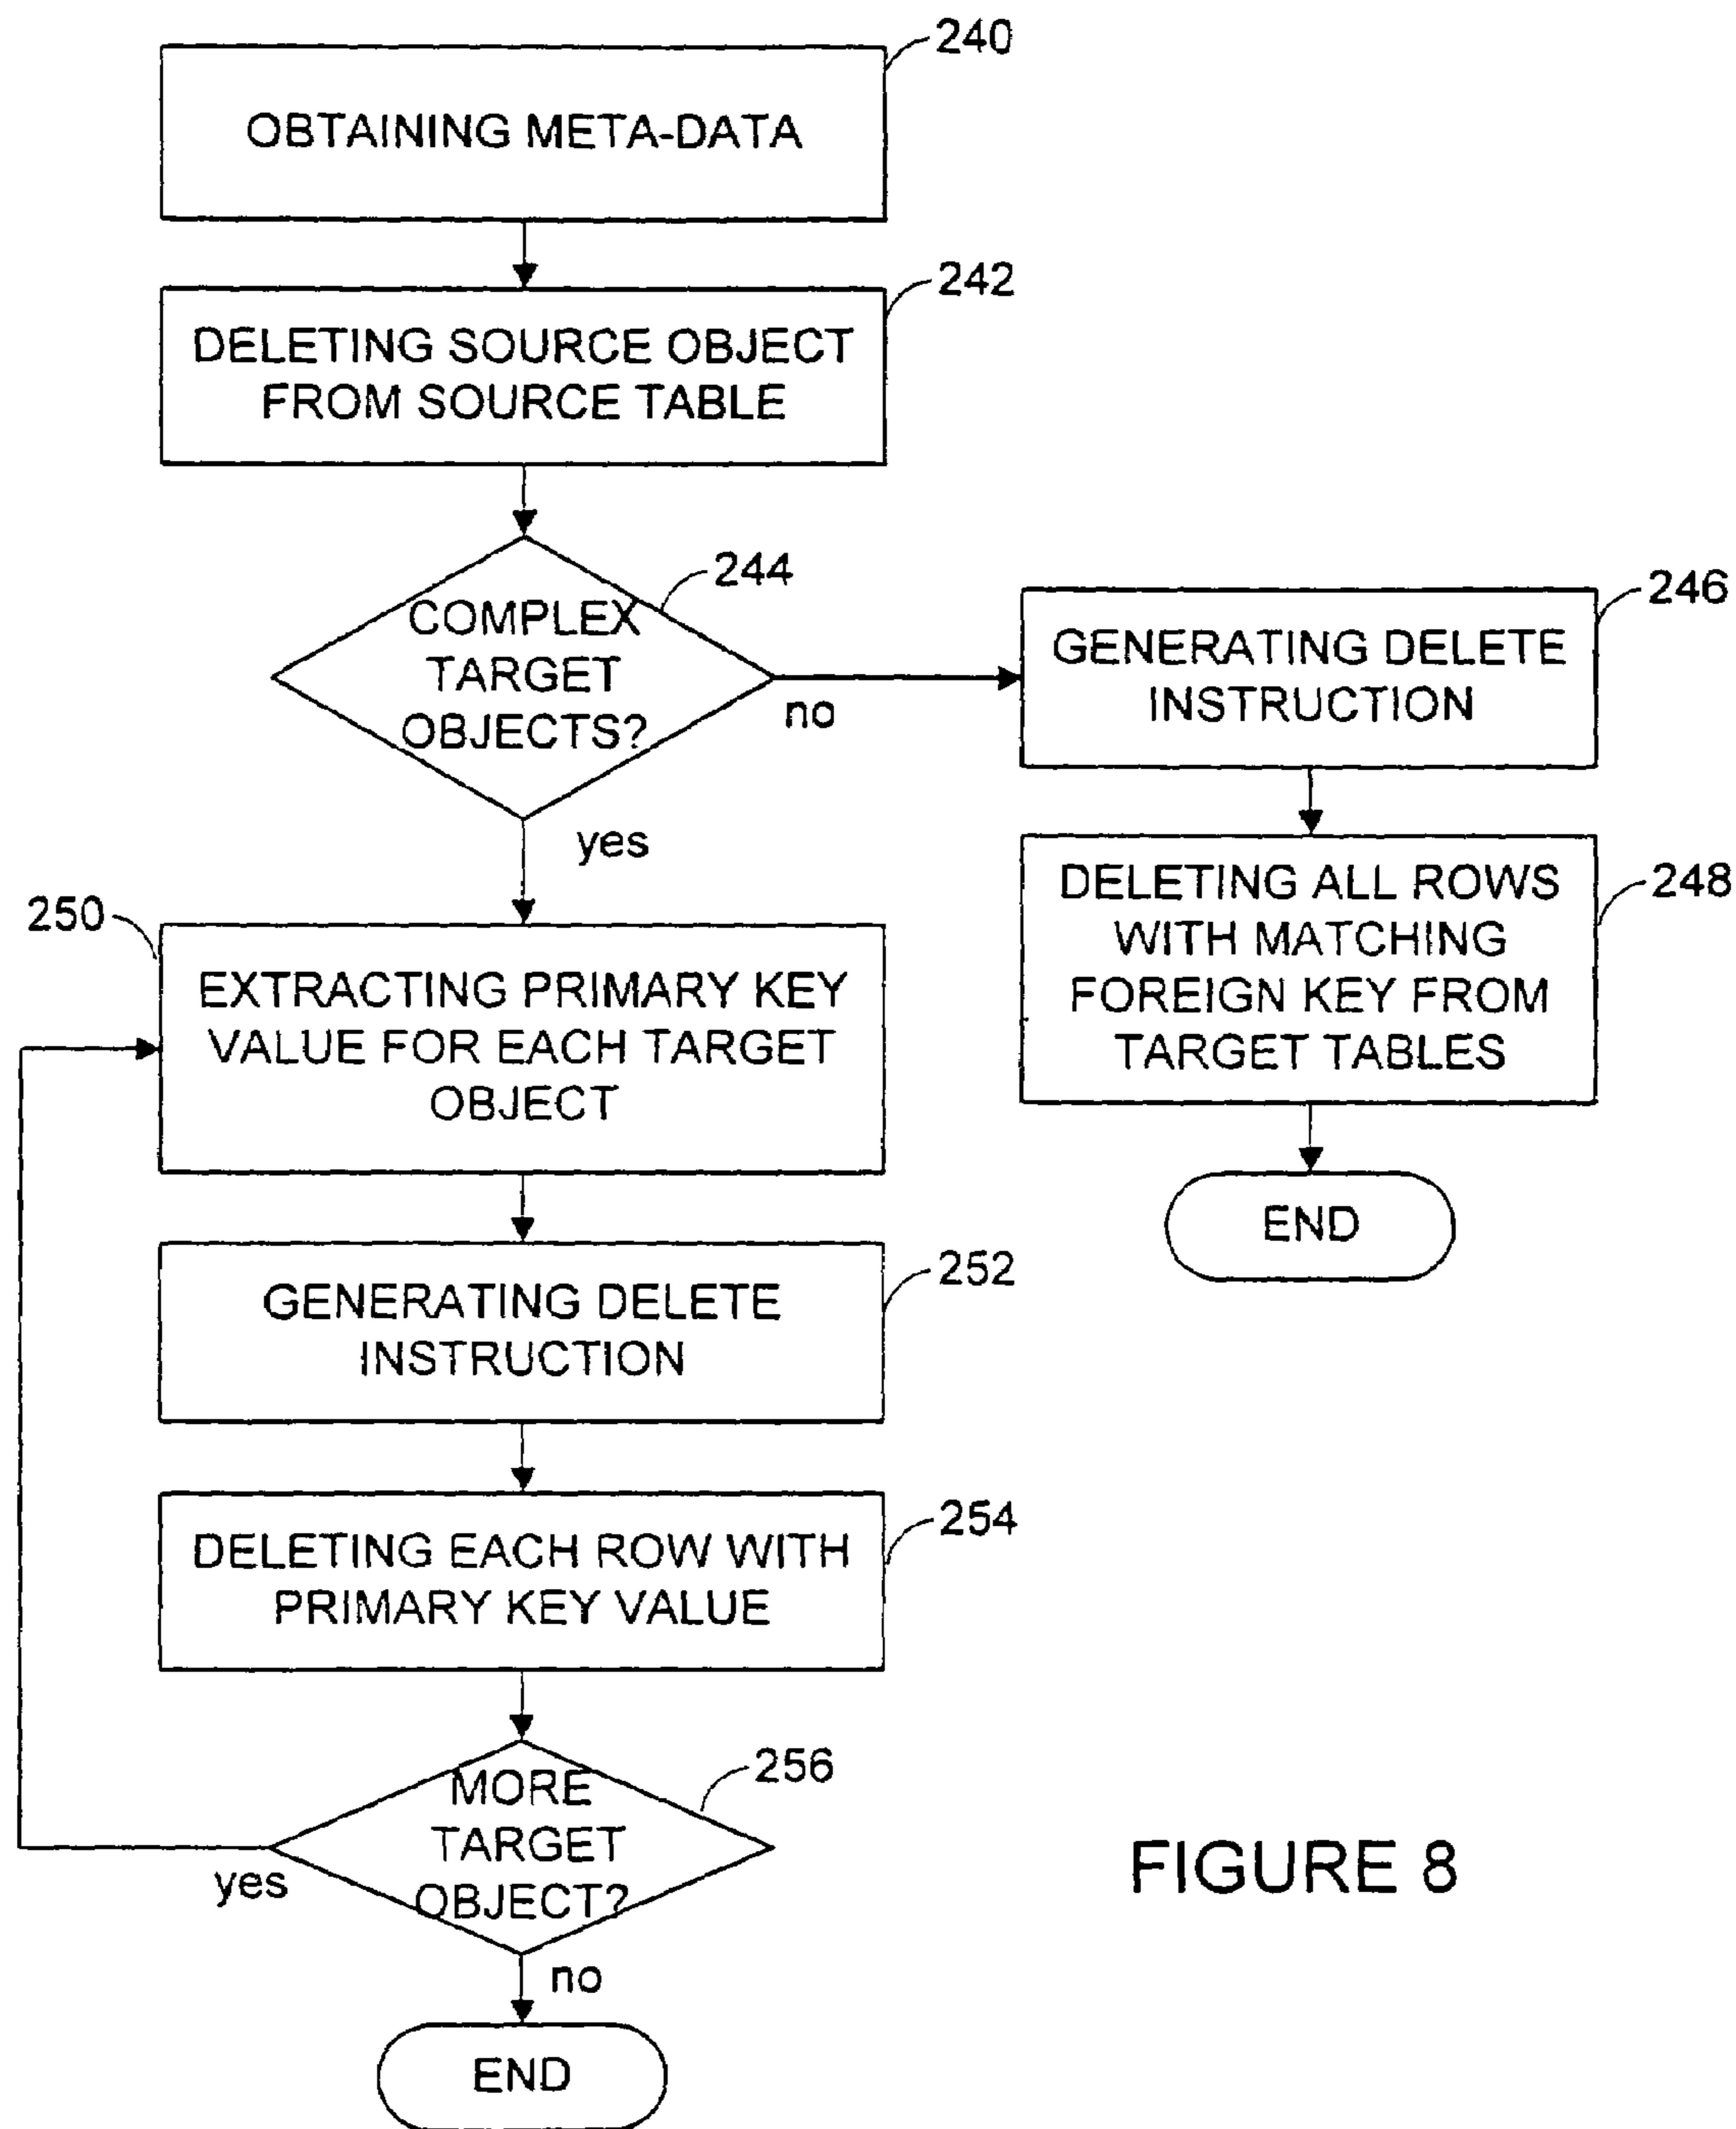 240
OBTAINING META-DATA
242
DELETING SOURCE OBJECT
FROM SOURCE TABLE
244
COMPLEX
TARGET
OBJECTS?
no
yes
246
GENERATING DELETE
INSTRUCTION
248
DELETING ALL ROWS
WITH MATCHING
FOREIGN KEY FROM
TARGET TABLES
END
250
EXTRACTING PRIMARY KEY
VALUE FOR EACH TARGET
OBJECT
252
GENERATING DELETE
INSTRUCTION
254
DELETING EACH ROW WITH
PRIMARY KEY VALUE
256
MORE
TARGET
OBJECT?
yes
no
END
FIGURE 8